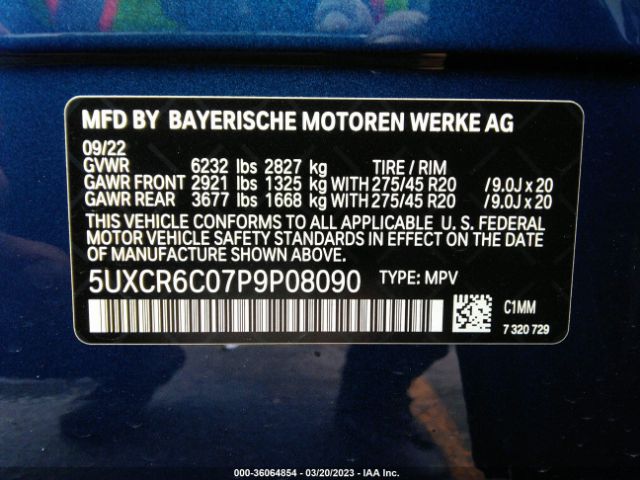 MFD BY BAYERISCHE MOTOREN WERKE AG
09/22
GVWR 6232 lbs 2827 kg TIRE / RIM
GAWR FRONT 2921 lbs 1325 kg WITH 275/45 R20 /9.0J x 20
GAWR REAR 3677 lbs 1668 kg WITH 275/45 R20 /9.0J x 20
THIS VEHICLE CONFORMS TO ALL APPLICABLE U. S. FEDERAL
MOTOR VEHICLE SAFETY STANDARDS IN EFFECT ON THE DATE OF
MANUFACTURE SHOWN ABOVE.
5UXCR6C07P9P08090 TYPE: MPV
C1MM
7 320 729
000-36064854 / 03/20/2023 / IAA Inc.